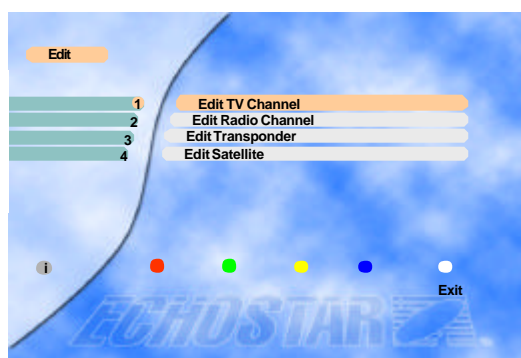 Edit
1 Edit TV Channel
2 Edit Radio Channel
3 Edit Transponder
4 Edit Satellite
i
Exit
ECHOSTAR